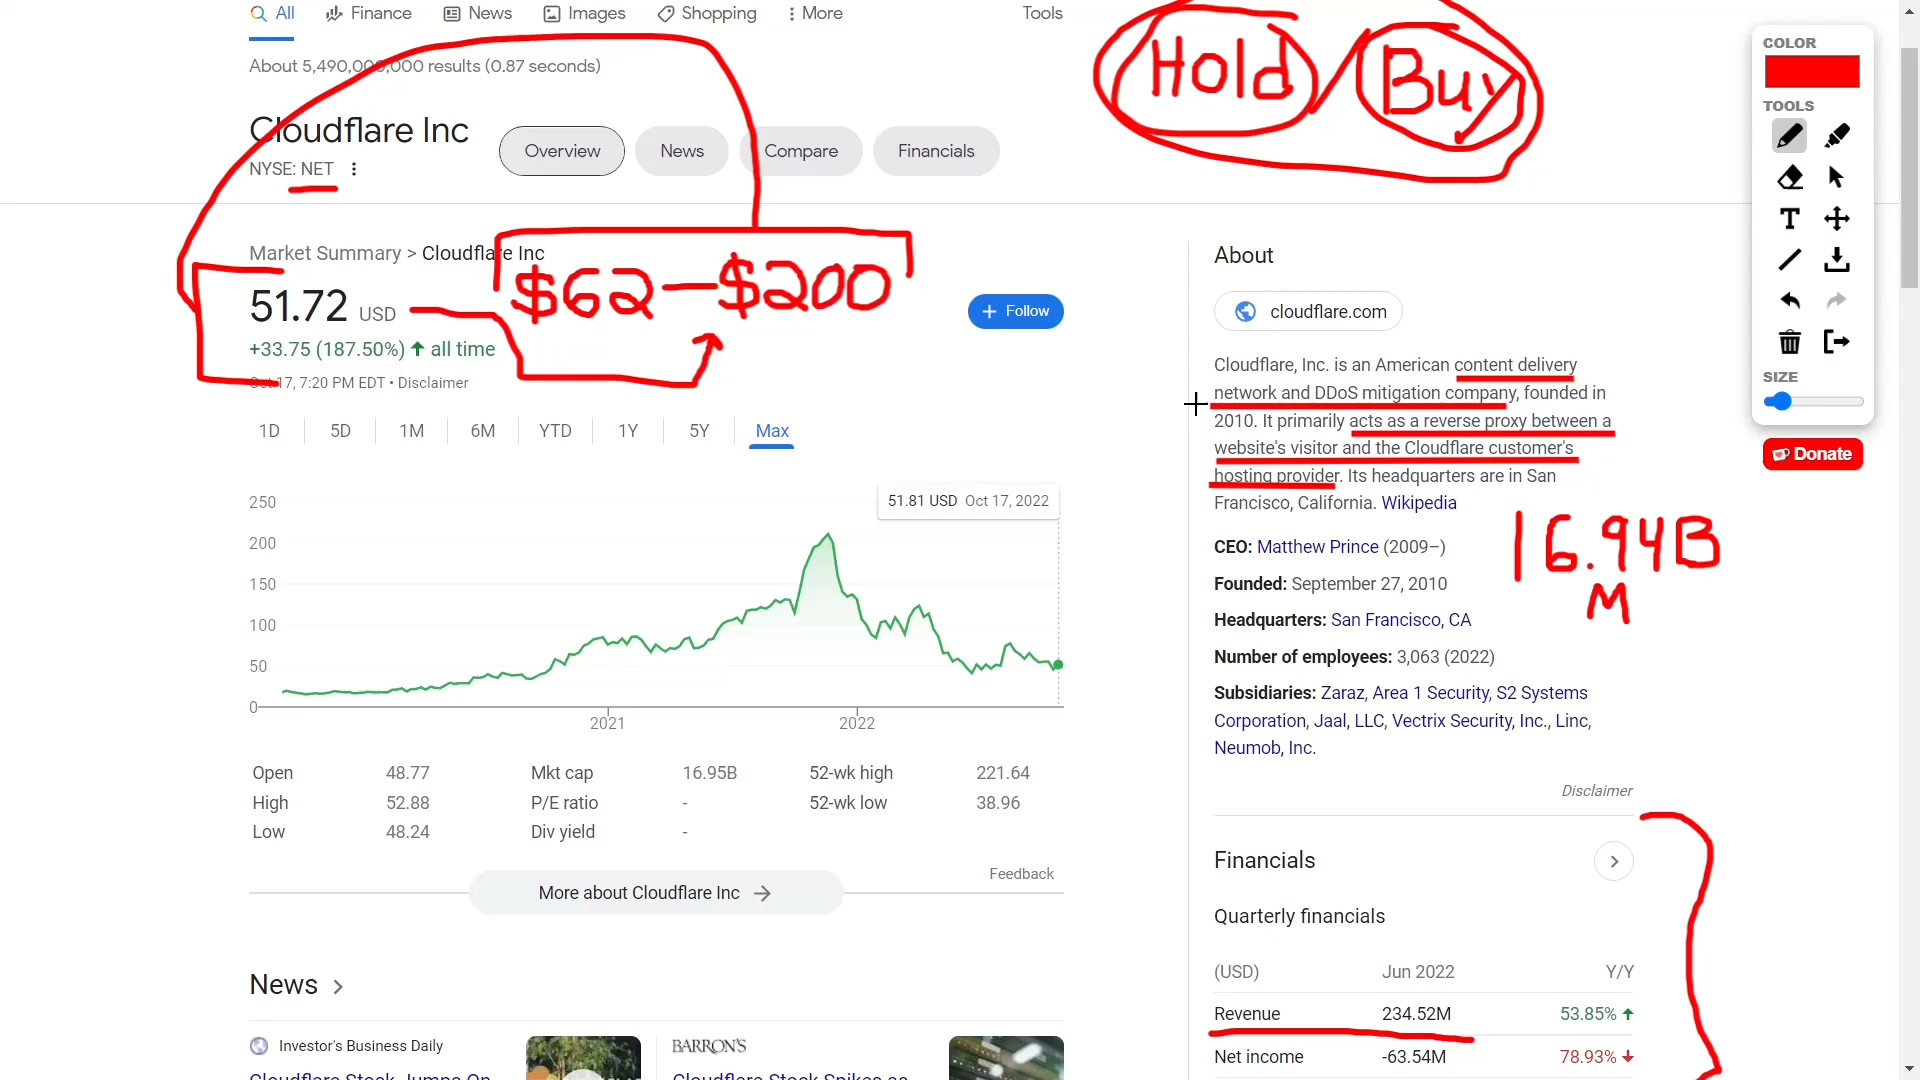 All Finance News Images Shopping More Tools
About 5,490,000,000 results (0.87 seconds)
Hold / Buy
Cloudflare Inc
NYSE: NET
Overview News Compare Financials
Market Summary > Cloudflare Inc
51.72 USD
$62 — $200
+ Follow
+33.75 (187.50%) ↑ all time
Oct 17, 7:20 PM EDT • Disclaimer
1D 5D 1M 6M YTD 1Y 5Y Max
51.81 USD Oct 17, 2022
250
200
150
100
50
0
2021 2022
Open 48.77 Mkt cap 16.95B 52-wk high 221.64
High 52.88 P/E ratio - 52-wk low 38.96
Low 48.24 Div yield -
Feedback
More about Cloudflare Inc →
News >
Investor's Business Daily
Cloudflare Stock Jumps On
BARRON'S
Cloudflare Stock Spikes as
About
cloudflare.com
Cloudflare, Inc. is an American content delivery
network and DDoS mitigation company, founded in
2010. It primarily acts as a reverse proxy between a
website's visitor and the Cloudflare customer's
hosting provider. Its headquarters are in San
Francisco, California. Wikipedia
16.94B
M
CEO: Matthew Prince (2009–)
Founded: September 27, 2010
Headquarters: San Francisco, CA
Number of employees: 3,063 (2022)
Subsidiaries: Zaraz, Area 1 Security, S2 Systems
Corporation, Jaal, LLC, Vectrix Security, Inc., Linc,
Neumob, Inc.
Disclaimer
Financials
Quarterly financials
(USD) Jun 2022 Y/Y
Revenue 234.52M 53.85% ↑
Net income -63.54M 78.93% ↓
COLOR
TOOLS
T
SIZE
Donate